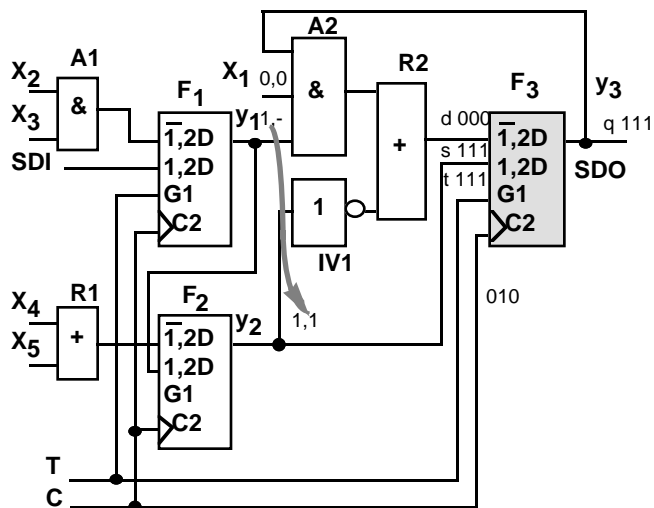 A1
A2
X2
X3
&
F1
X1
0,0
&
R2
F3
y3
y1
1,-
d 000
q 111
1,2D
SDI
1,2D
G1
C2
+
s 111
t 111
1,2D
1,2D
G1
C2
SDO
1
IV1
X4
X5
R1
+
F2
y2
1,1
010
1,2D
1,2D
G1
C2
T
C